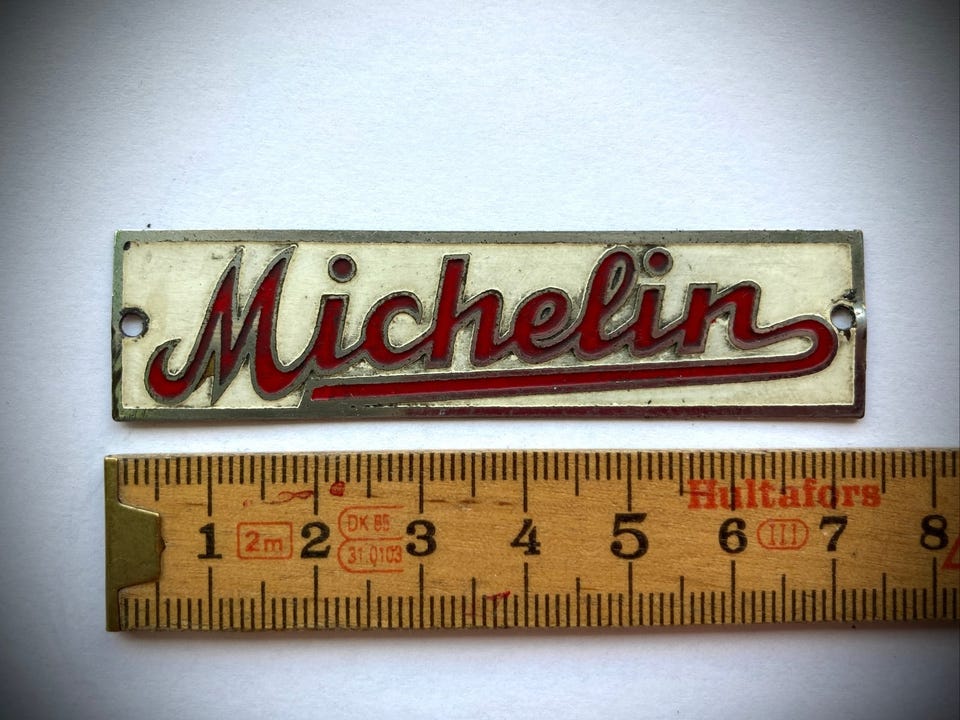 Michelin
Hultafors
1 2m 2 DK 85 3 4 5 6 III 7 8
31.0103